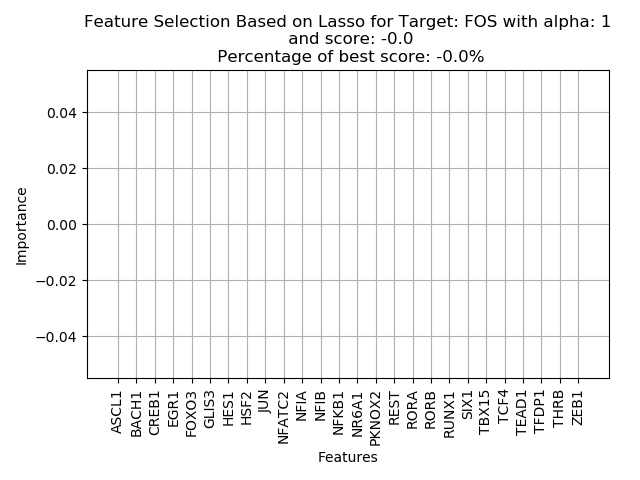 Feature Selection Based on Lasso for Target: FOS with alpha: 1
and score: -0.0
Percentage of best score: -0.0%
0.04
0.02
0.00
−0.02
−0.04
Importance
ASCL1
BACH1
CREB1
EGR1
FOXO3
GLIS3
HES1
HSF2
JUN
NFATC2
NFIA
NFIB
NFKB1
NR6A1
PKNOX2
REST
RORA
RORB
RUNX1
SIX1
TBX15
TCF4
TEAD1
TFDP1
THRB
ZEB1
Features